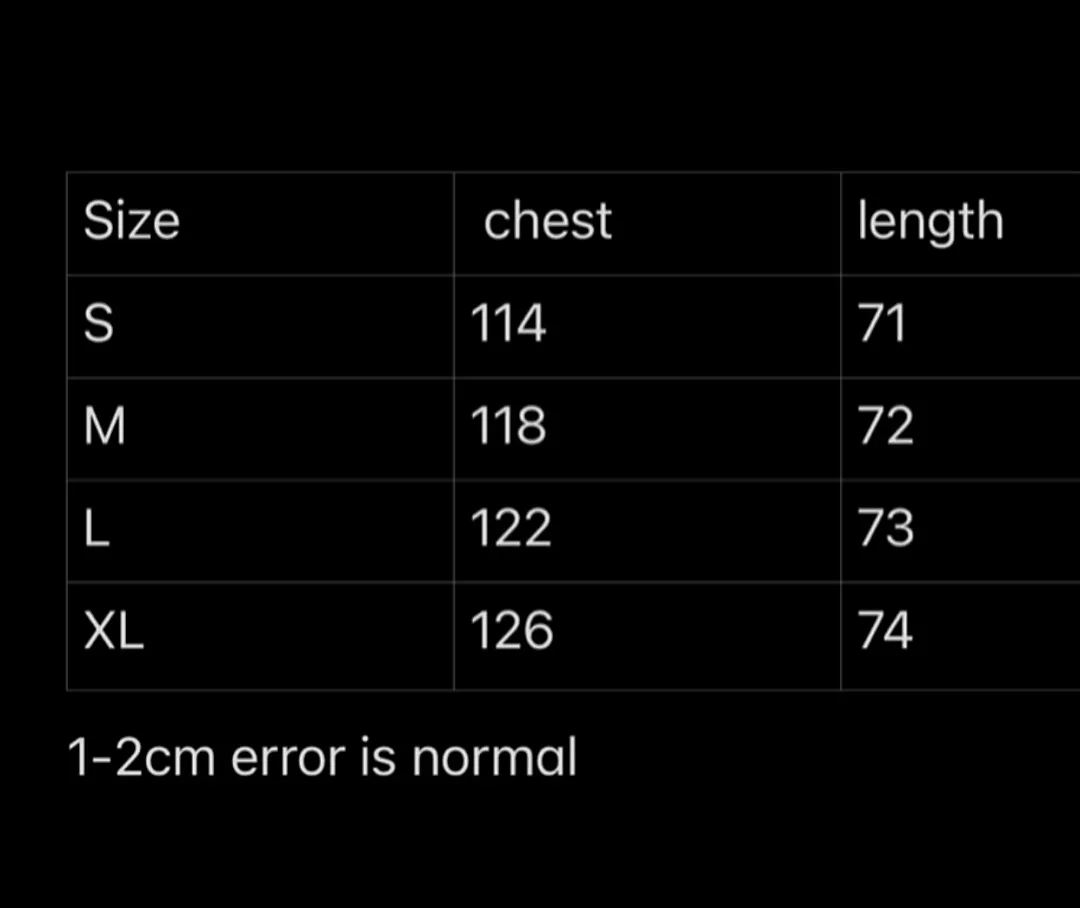 Size chest length
S 114 71
M 118 72
L 122 73
XL 126 74
1-2cm error is normal